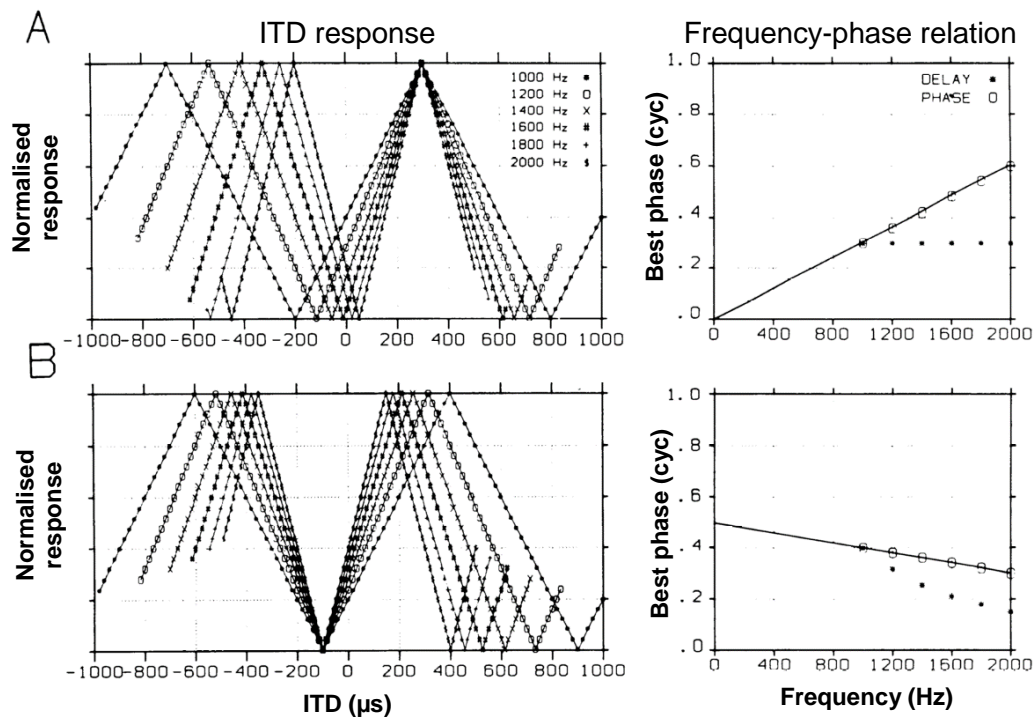 A
ITD response
Frequency-phase relation
1000 Hz
1200 Hz
1400 Hz
1600 Hz
1800 Hz
2000 Hz
Normalised
response
-1000 -800 -600 -400 -200 0 200 400 600 800 1000
DELAY
PHASE
Best phase (cyc)
1.0
.8
.6
.4
.2
.0
0 400 800 1200 1600 2000
B
Normalised
response
-1000 -800 -600 -400 -200 0 200 400 600 800 1000
ITD (µs)
Best phase (cyc)
1.0
.8
.6
.4
.2
.0
0 400 800 1200 1600 2000
Frequency (Hz)